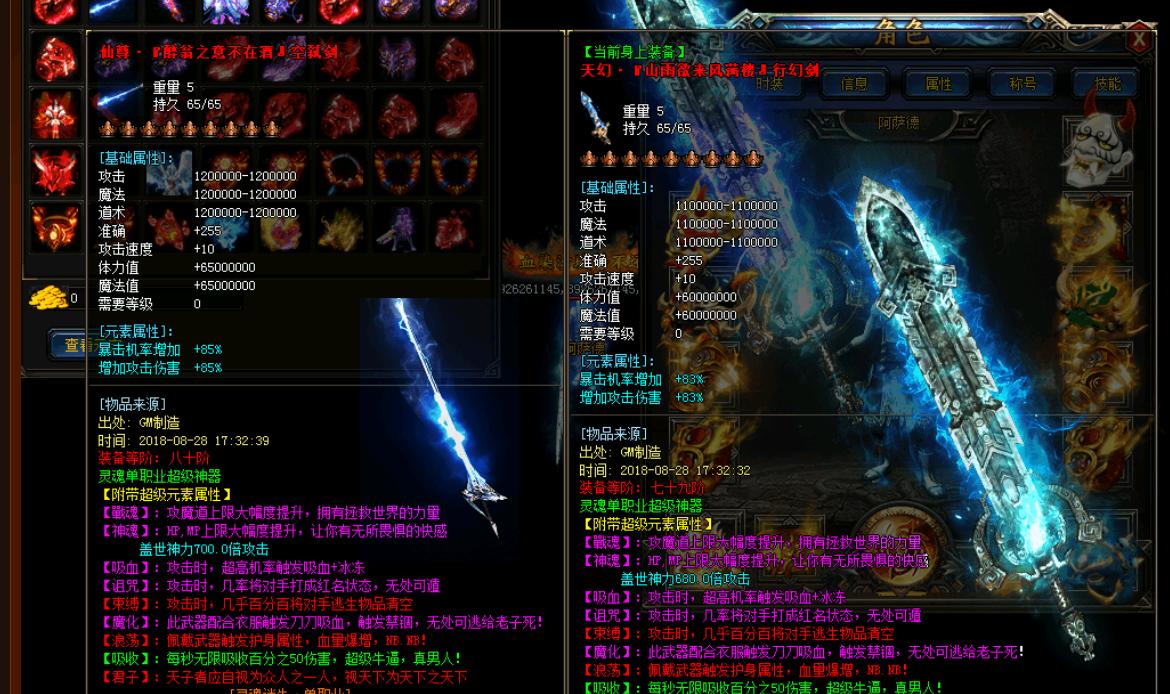 角色
时装
信息
属性
称号
技能
阿萨德
仙尊 - 『醉翁之意不在酒』空弑剑
重量 5
持久 65/65
[基础属性]:
攻击 1200000-1200000
魔法 1200000-1200000
道术 1200000-1200000
准确 +255
攻击速度 +10
体力值 +65000000
魔法值 +65000000
需要等级 0
[元素属性]:
暴击机率增加 +85%
增加攻击伤害 +85%
[物品来源]
出处: GM制造
时间: 2018-08-28 17:32:39
装备等阶: 八十阶
灵魂单职业超级神器
【附带超级元素属性】
【戰魂】: 攻魔道上限大幅度提升，拥有拯救世界的力量
【神魂】: HP,MP上限大幅度提升，让你有无所畏惧的快感
盖世神力700.0倍攻击
【吸血】: 攻击时，超高机率触发吸血+冰冻
【诅咒】: 攻击时，几率将对手打成红名状态，无处可遁
【束缚】: 攻击时，几乎百分百将对手逃生物品清空
【魔化】: 此武器配合衣服触发刀刀吸血，触发禁锢，无处可逃给老子死!
【浪荡】: 佩戴武器触发护身属性，血量爆增，NB NB!
【吸收】: 每秒无限吸收百分之50伤害，超级牛逼，真男人!
【君子】: 天子者应自视为众人之一人，视天下为天下之天下
0
查看
【当前身上装备】
天幻 - 『山雨欲来风满楼』行幻剑
重量 5
持久 65/65
[基础属性]:
攻击 1100000-1100000
魔法 1100000-1100000
道术 1100000-1100000
准确 +255
攻击速度 +10
体力值 +60000000
魔法值 +60000000
需要等级 0
[元素属性]:
暴击机率增加 +83%
增加攻击伤害 +83%
[物品来源]
出处: GM制造
时间: 2018-08-28 17:32:32
装备等阶: 七十九阶
灵魂单职业超级神器
【附带超级元素属性】
【戰魂】: 攻魔道上限大幅度提升，拥有拯救世界的力量
【神魂】: HP,MP上限大幅度提升，让你有无所畏惧的快感
盖世神力680.0倍攻击
【吸血】: 攻击时，超高机率触发吸血+冰冻
【诅咒】: 攻击时，几率将对手打成红名状态，无处可遁
【束缚】: 攻击时，几乎百分百将对手逃生物品清空
【魔化】: 此武器配合衣服触发刀刀吸血，触发禁锢，无处可逃给老子死!
【浪荡】: 佩戴武器触发护身属性，血量爆增，NB NB!
【吸收】: 每秒无限吸收百分之50伤害，超级牛逼，真男人!